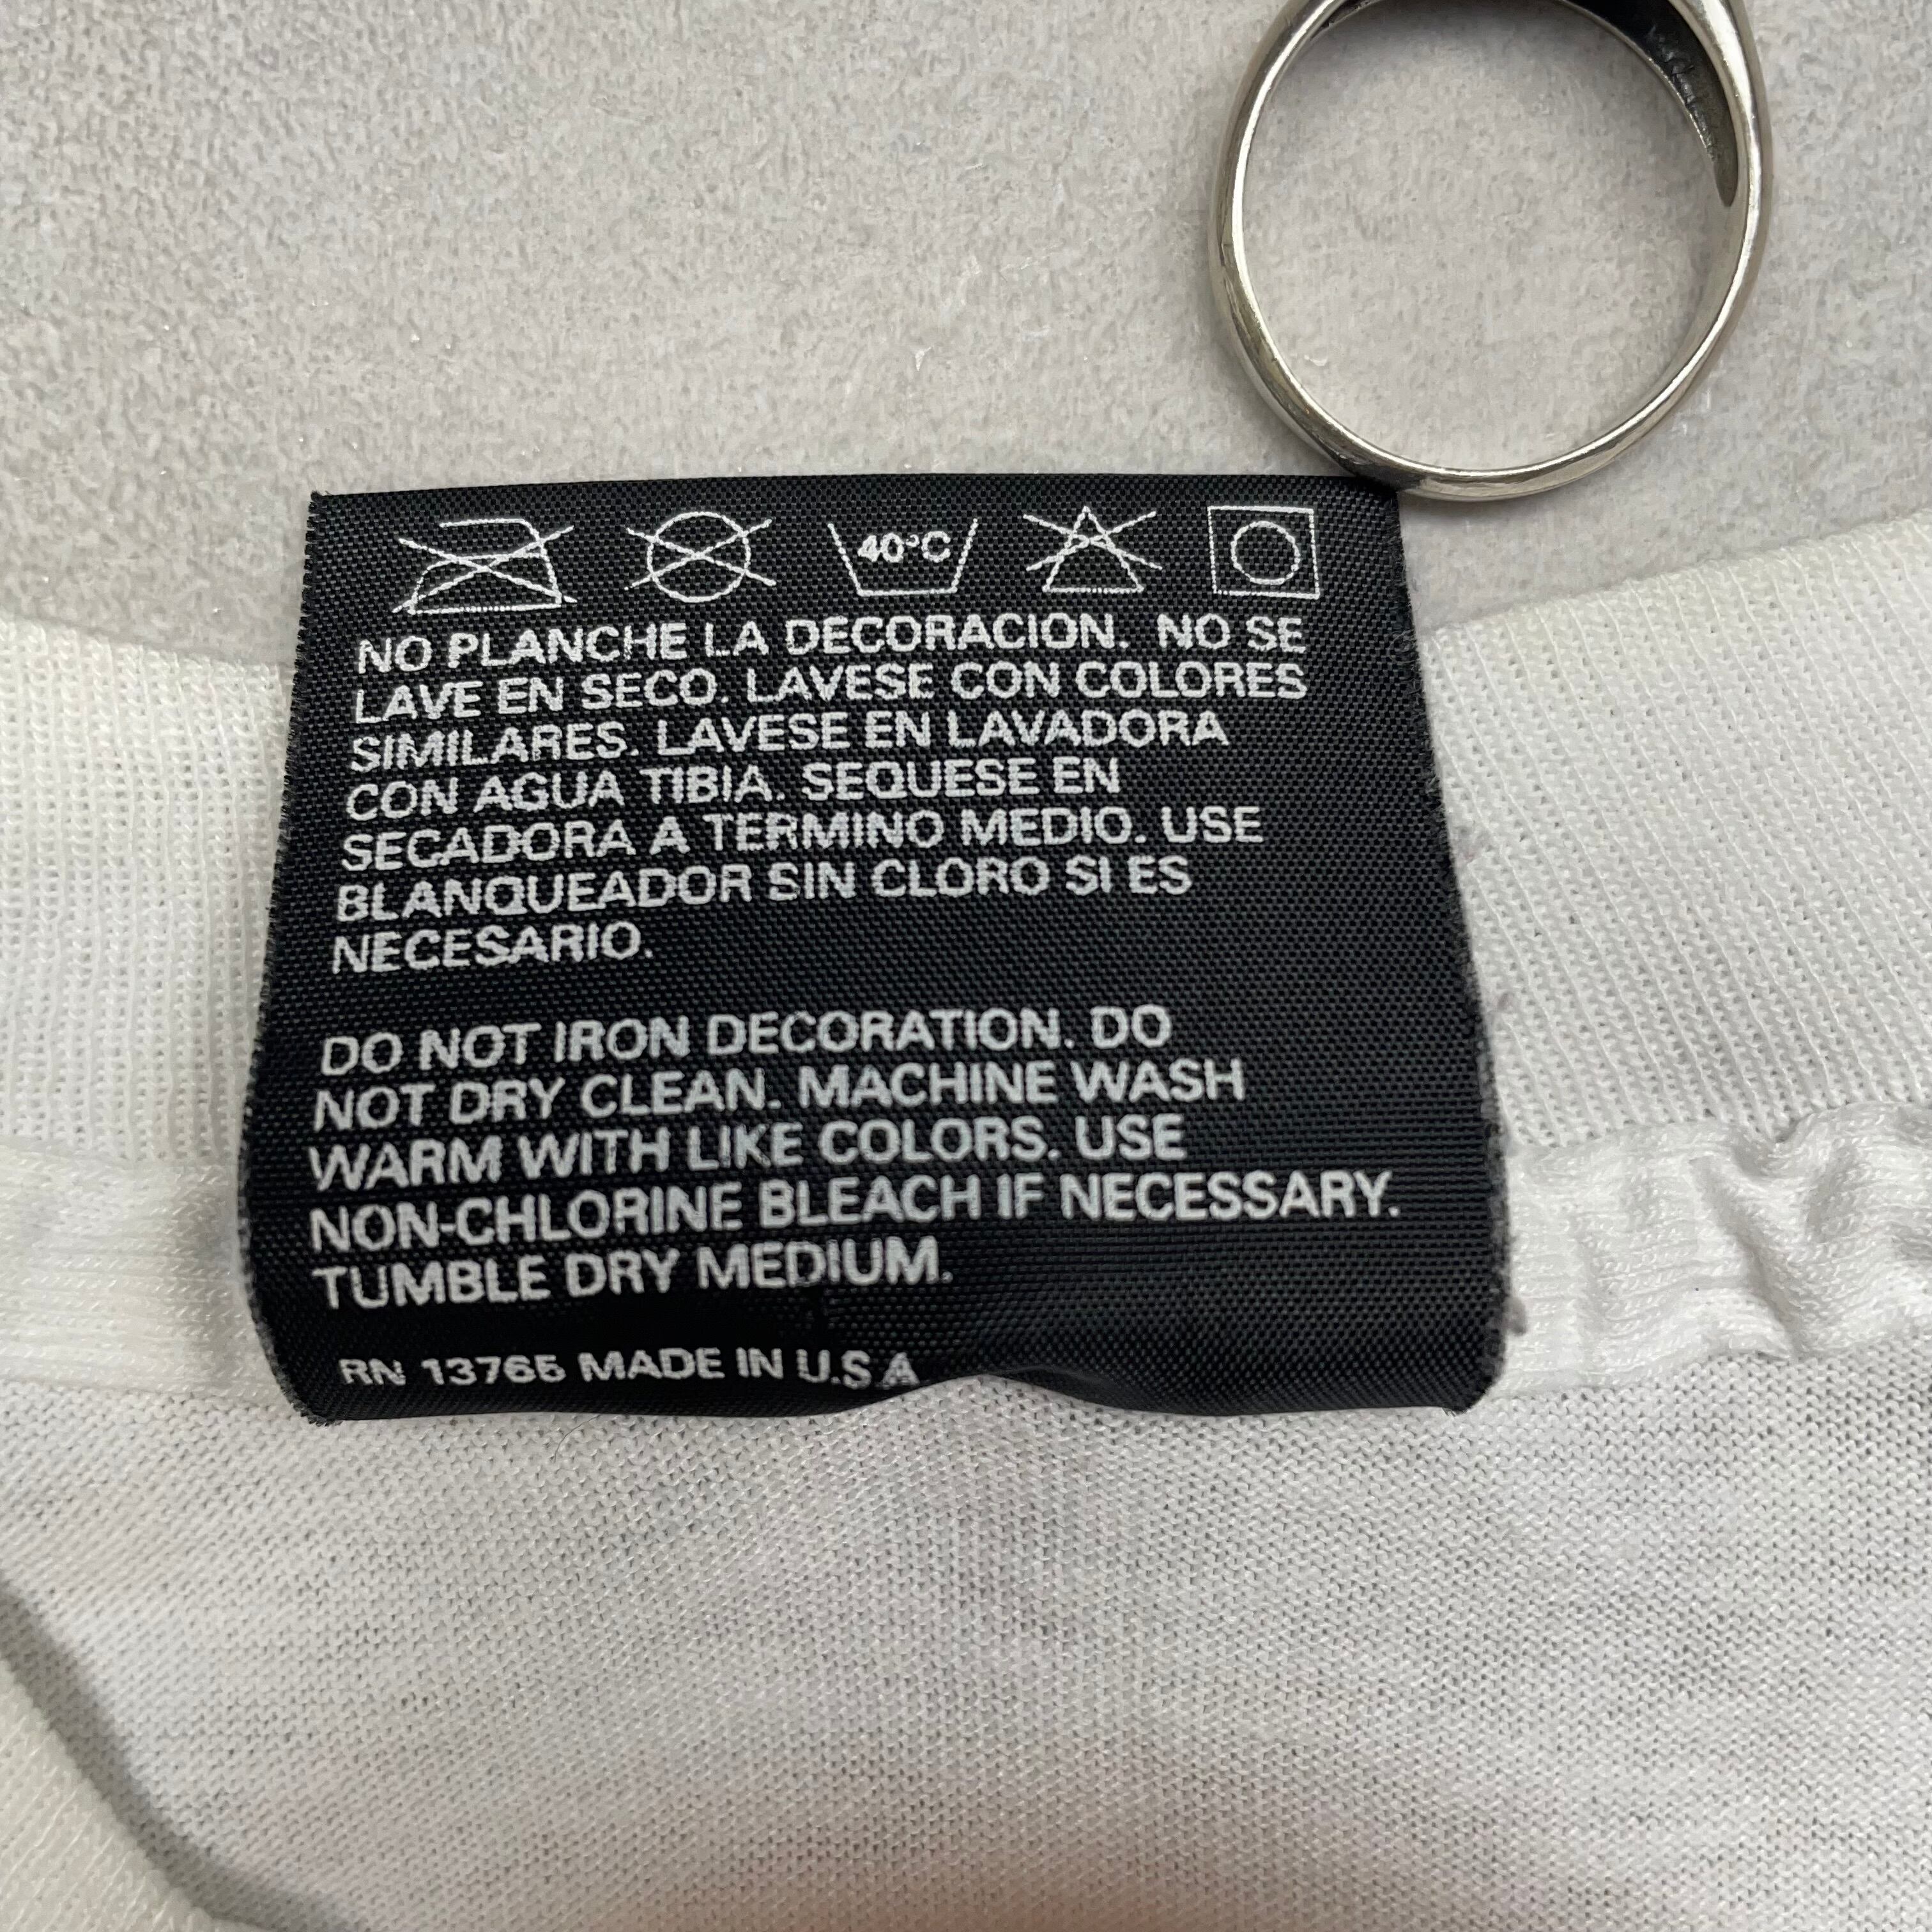 40°C
NO PLANCHE LA DECORACION. NO SE
LAVE EN SECO. LAVESE CON COLORES
SIMILARES. LAVESE EN LAVADORA
CON AGUA TIBIA. SEQUESE EN
SECADORA A TERMINO MEDIO. USE
BLANQUEADOR SIN CLORO SI ES
NECESARIO.
DO NOT IRON DECORATION. DO
NOT DRY CLEAN. MACHINE WASH
WARM WITH LIKE COLORS. USE
NON-CHLORINE BLEACH IF NECESSARY.
TUMBLE DRY MEDIUM.
RN 13765 MADE IN U.S.A